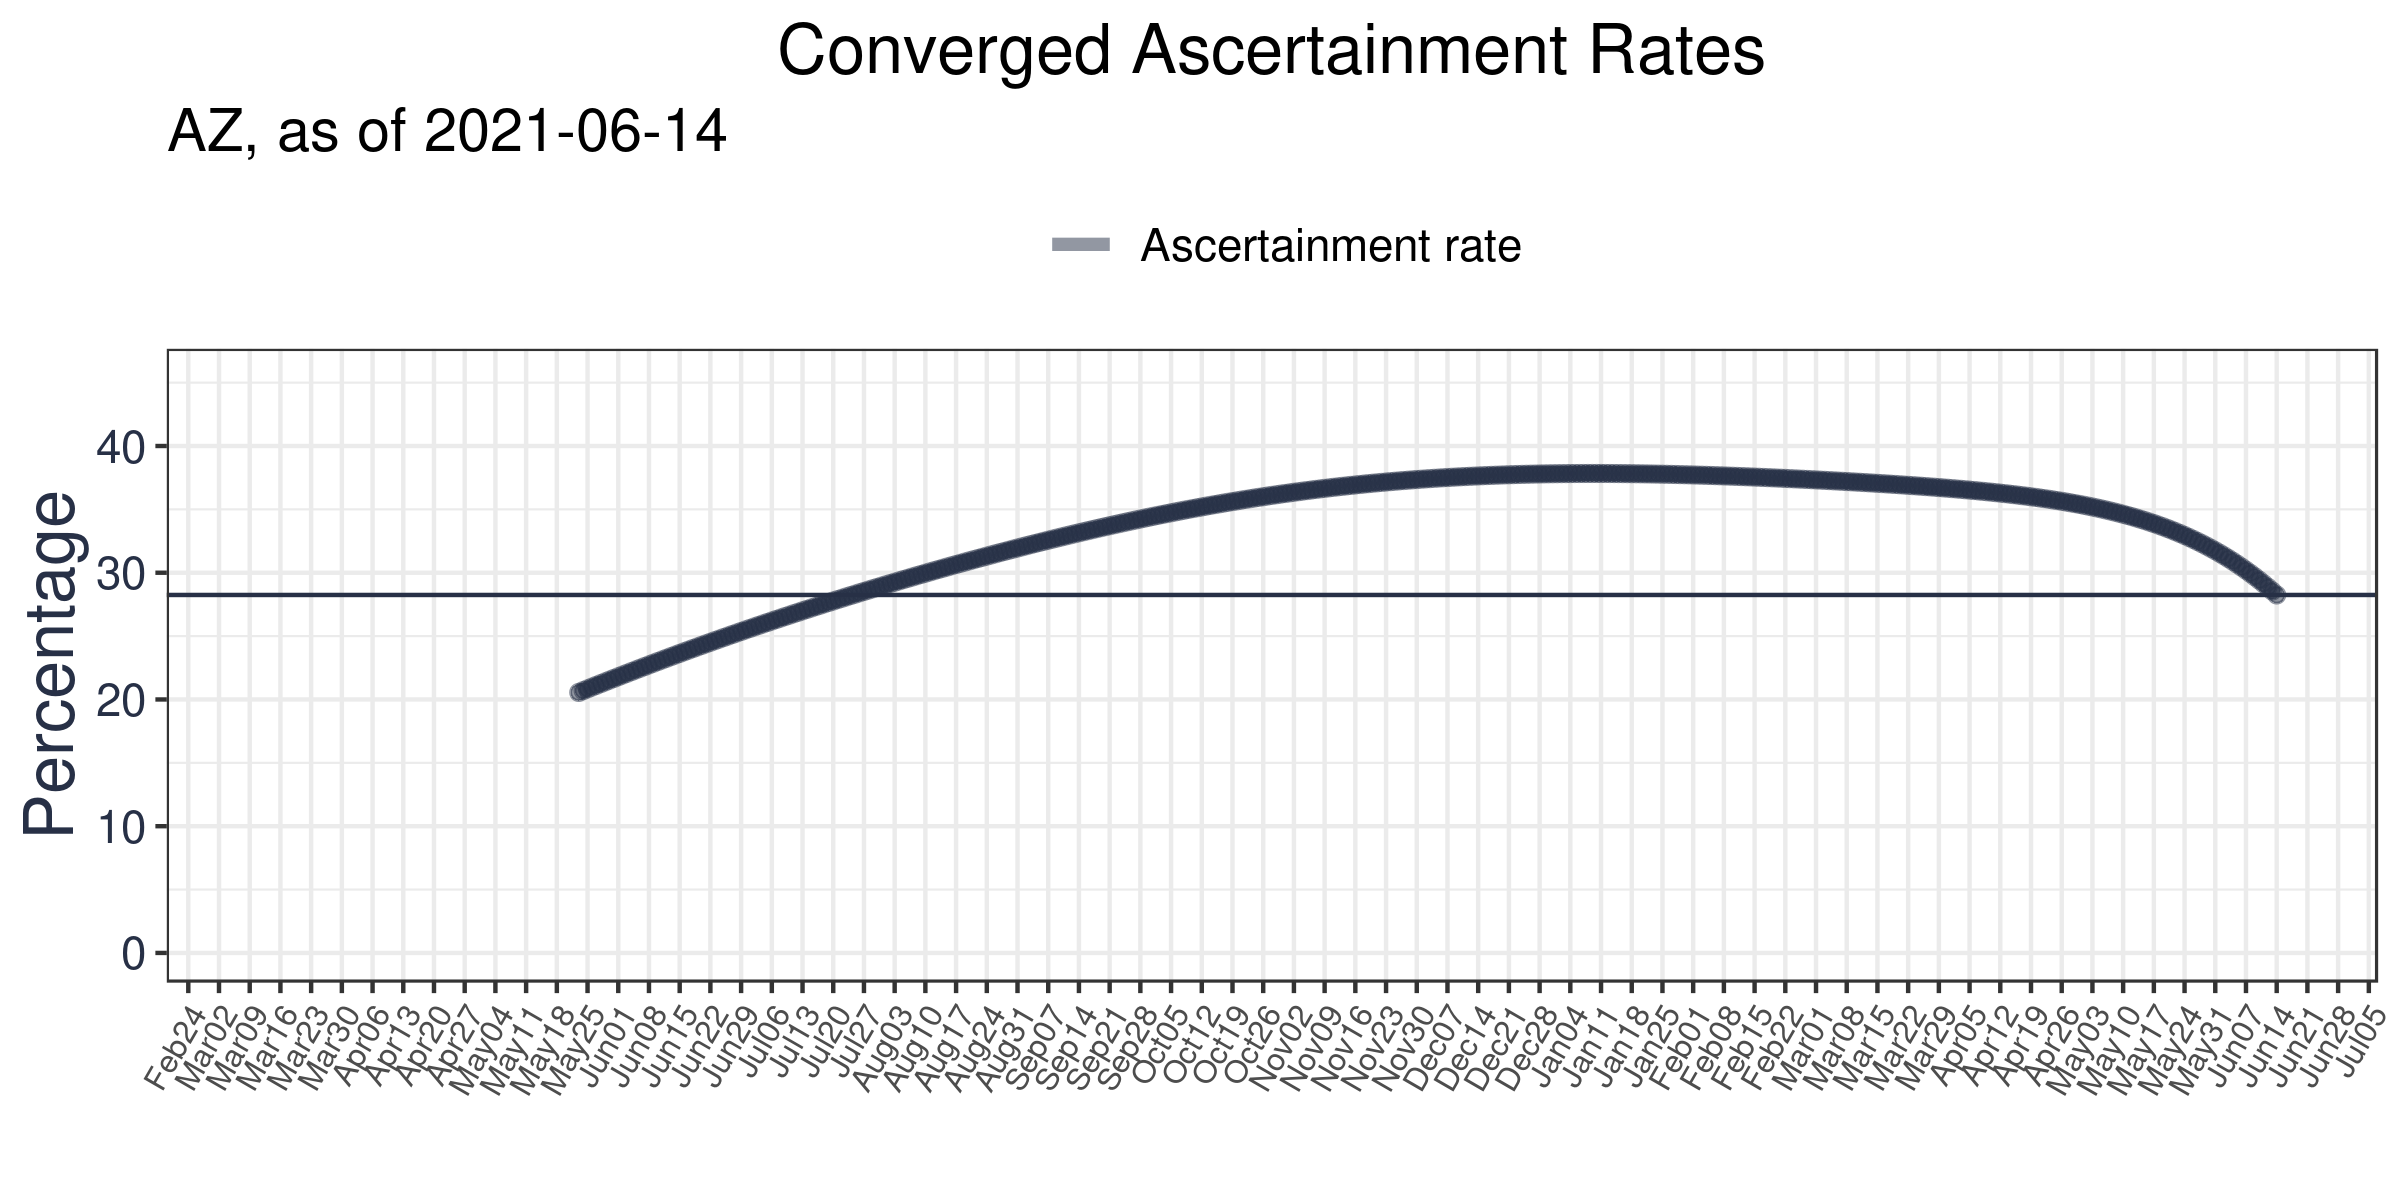 Converged Ascertainment Rates
AZ, as of 2021-06-14
Ascertainment rate
Percentage
40
30
20
10
0
Feb24 Mar02 Mar09 Mar16 Mar23 Mar30 Apr06 Apr13 Apr20 Apr27 May04 May11 May18 May25 Jun01 Jun08 Jun15 Jun22 Jun29 Jul06 Jul13 Jul20 Jul27 Aug03 Aug10 Aug17 Aug24 Aug31 Sep07 Sep14 Sep21 Sep28 Oct05 Oct12 Oct19 Oct26 Nov02 Nov09 Nov16 Nov23 Nov30 Dec07 Dec14 Dec21 Dec28 Jan04 Jan11 Jan18 Jan25 Feb01 Feb08 Feb15 Feb22 Mar01 Mar08 Mar15 Mar22 Mar29 Apr05 Apr12 Apr19 Apr26 May03 May10 May17 May24 May31 Jun07 Jun14 Jun21 Jun28 Jul05